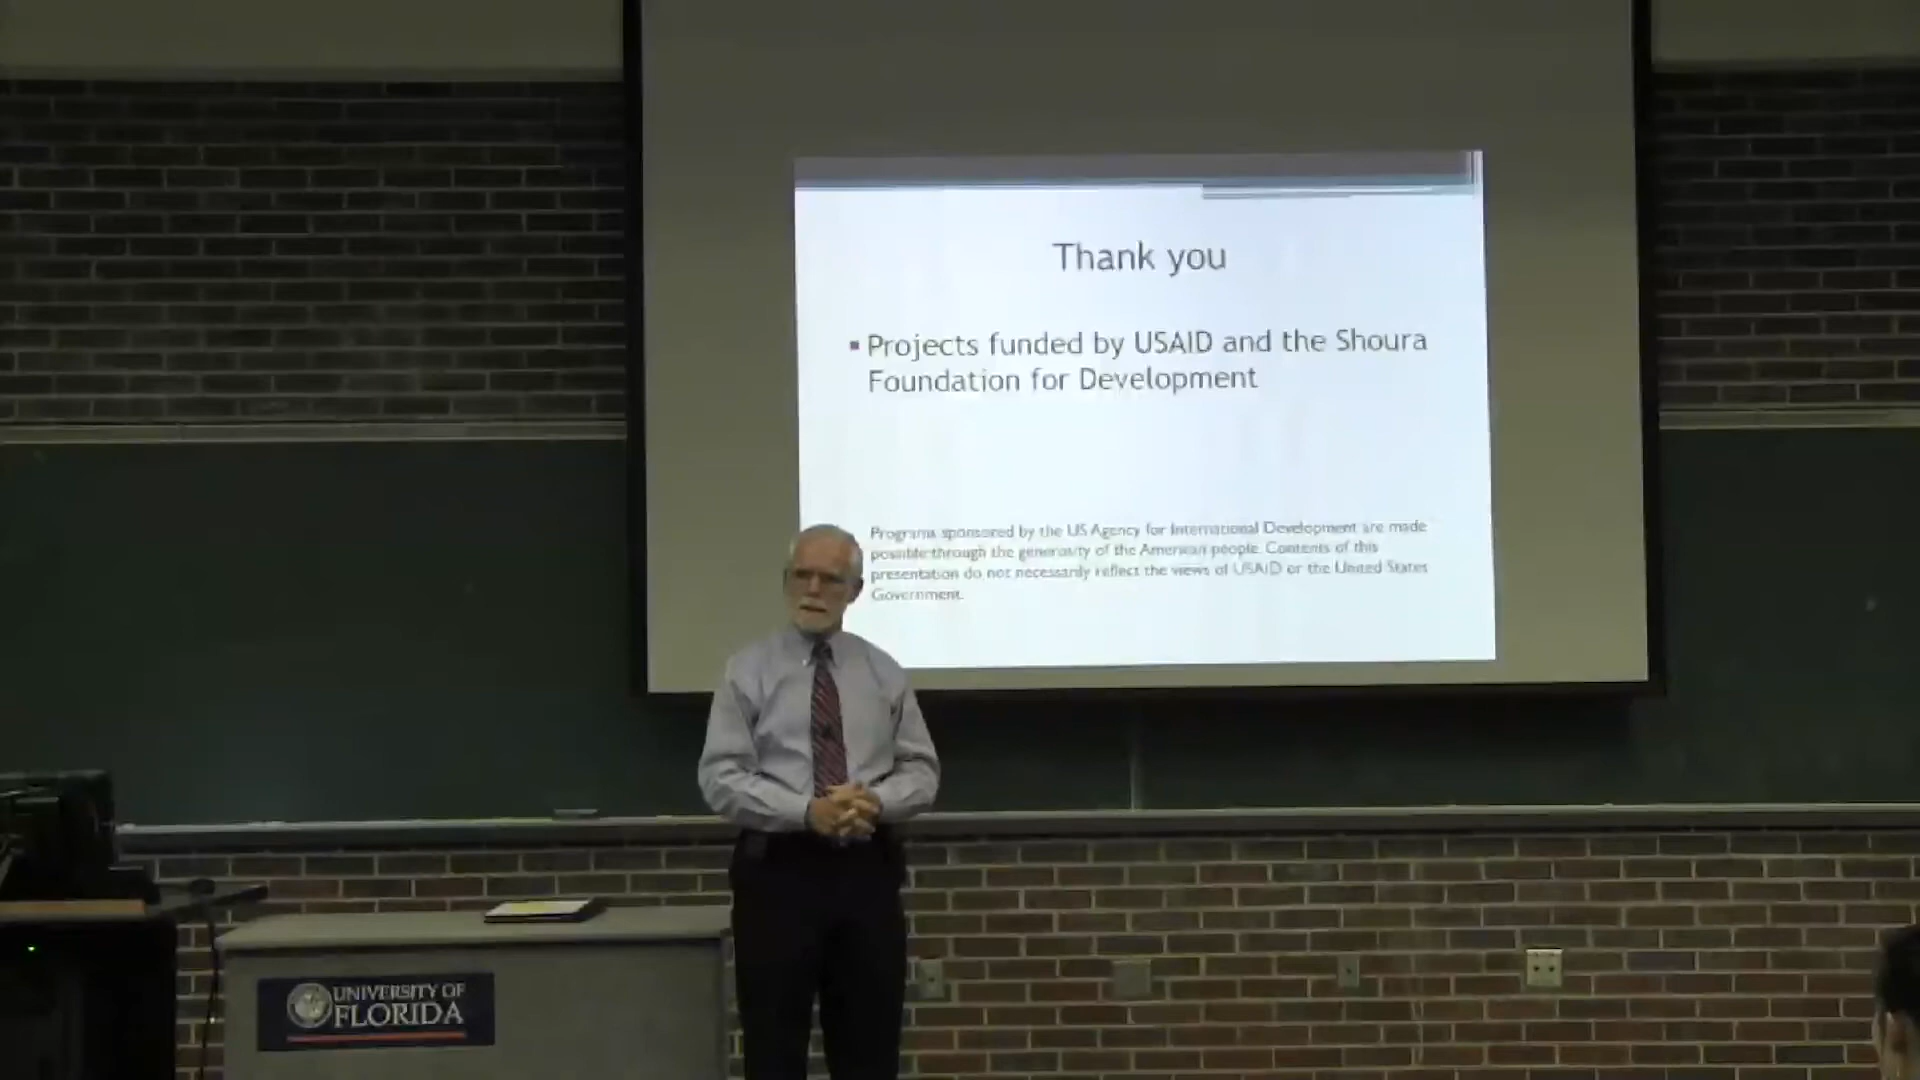 Thank you
▪ Projects funded by USAID and the Shoura
Foundation for Development
Programs sponsored by the US Agency for International Development are made
possible through the generosity of the American people. Contents of this
presentation do not necessarily reflect the views of USAID or the United States
Government.
UNIVERSITY OF
FLORIDA